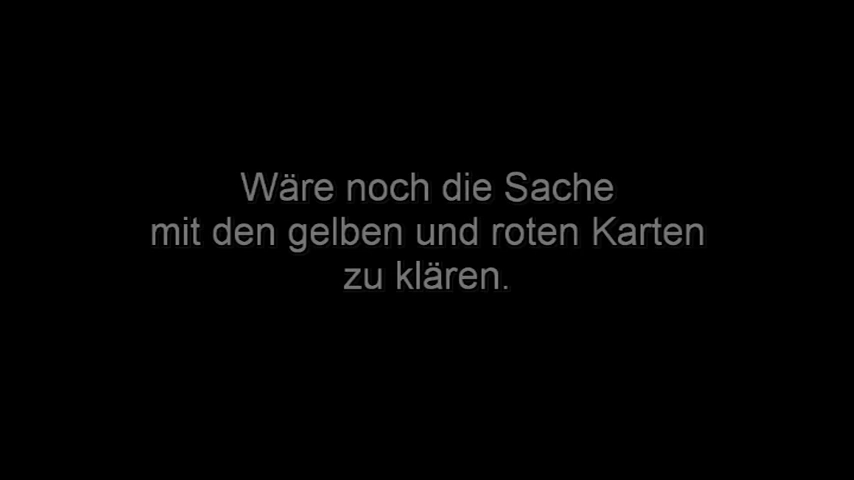 Wäre noch die Sache
mit den gelben und roten Karten
zu klären.